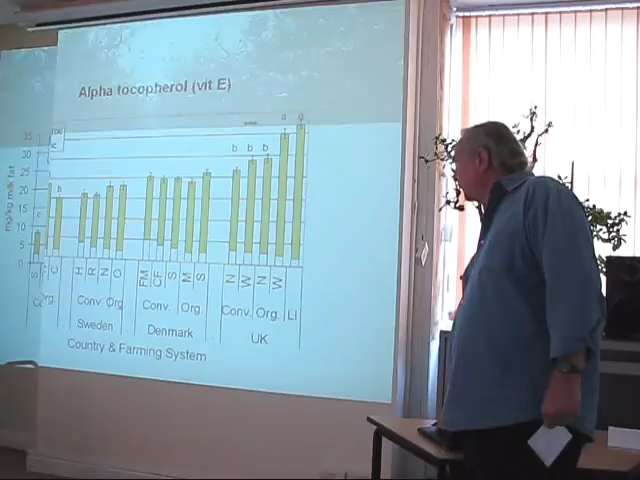 Alpha tocopherol (vit E)
mg/kg milk fat
35
30
25
20
15
10
5
0
c
b
b b b
a
g
S C H R N O FM CF S M S N W N W
rg. Conv. Org. Conv. Org. Conv. Org. Li
Sweden Denmark UK
Country & Farming System